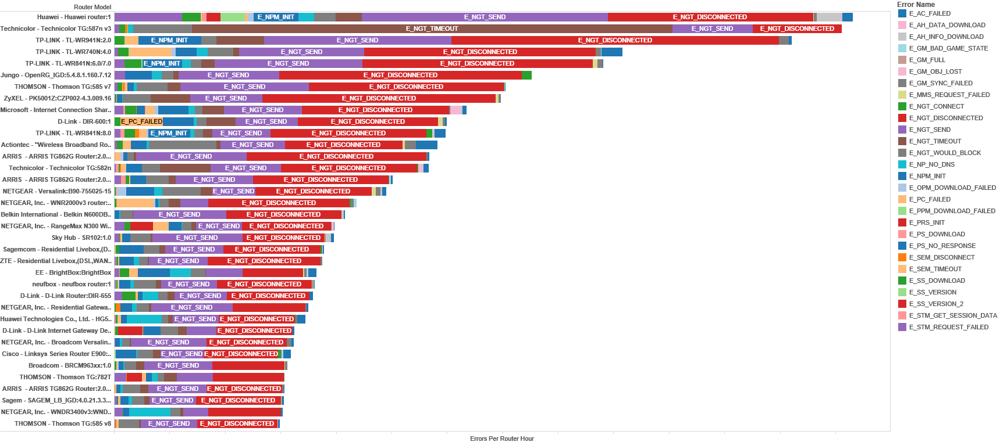 Router Model
Error Name
Huawei - Huawei router:1 E_NPM_INIT E_NGT_SEND E_NGT_DISCONNECTED
Technicolor - Technicolor TG:587n v3 E_NGT_TIMEOUT E_NGT_SEND E_NGT_DISCONNECTED
TP-LINK - TL-WR941N:2.0 E_NPM_INIT E_NGT_SEND E_NGT_DISCONNECTED
TP-LINK - TL-WR740N:4.0 E_NGT_SEND E_NGT_DISCONNECTED
TP-LINK - TL-WR841N:6.0/7.0 E_NPM_INIT E_NGT_SEND E_NGT_DISCONNECTED
Jungo - OpenRG_IGD:5.4.8.1.160.7.12 E_NGT_SEND E_NGT_DISCONNECTED
THOMSON - Thomson TG:585 v7 E_NGT_SEND E_NGT_DISCONNECTED
ZyXEL - PK5001Z:CZP002-4.3.009.16 E_NGT_SEND E_NGT_DISCONNECTED
Microsoft - Internet Connection Shar.. E_NGT_SEND E_NGT_DISCONNECTED
D-Link - DIR-600:1 E_PC_FAILED E_NGT_SEND E_NGT_DISCONNECTED
TP-LINK - TL-WR841N:8.0 E_NPM_INIT E_NGT_SEND E_NGT_DISCONNECTED
Actiontec - "Wireless Broadband Ro.. E_NGT_SEND E_NGT_DISCONNECTED
ARRIS - ARRIS TG862G Router:2.0... E_NGT_SEND E_NGT_DISCONNECTED
Technicolor - Technicolor TG:582n E_NGT_SEND E_NGT_DISCONNECTED
ARRIS - ARRIS TG862G Router:2.0... E_NGT_SEND E_NGT_DISCONNECTED
NETGEAR - Versalink:B90-755025-15 E_NGT_SEND E_NGT_DISCONNECTED
NETGEAR, Inc. - WNR2000v3 router:.. E_NGT_DISCONNECTED
Belkin International - Belkin N600DB.. E_NGT_SEND E_NGT_DISCONNECTED
NETGEAR, Inc. - RangeMax N300 Wi.. E_NGT_SEND E_NGT_DISCONNECTED
Sky Hub - SR102:1.0 E_NGT_SEND E_NGT_DISCONNECTED
Sagemcom - Residential Livebox,(D.. E_NGT_SEND E_NGT_DISCONNECTED
ZTE - Residential Livebox,(DSL,WAN.. E_NGT_SEND E_NGT_DISCONNECTED
EE - BrightBox:BrightBox
neufbox - neufbox router:1 E_NGT_SEND E_NGT_DISCONNECTED
D-Link - D-Link Router:DIR-655 E_NGT_SEND E_NGT_DISCONNECTED
NETGEAR, Inc. - Residential Gatewa.. E_NGT_SEND
Huawei Technologies Co., Ltd. - HG5.. E_NGT_SEND E_NGT_DISCONNECTED
D-Link - D-Link Internet Gateway De.. E_NGT_DISCONNECTED
NETGEAR, Inc. - Broadcom Versalin.. E_NGT_SEND E_NGT_DISCONNECTED
Cisco - Linksys Series Router E900:.. E_NGT_SEND E_NGT_DISCONNECTED
Broadcom - BRCM963xx:1.0 E_NGT_SEND
THOMSON - Thomson TG:782T
ARRIS - ARRIS TG862G Router:2.0... E_NGT_SEND E_NGT_DISCONNECTED
Sagem - SAGEM_LB_IGD:4.0.21.3.3... E_NGT_SEND E_NGT_DISCONNECTED
NETGEAR, Inc. - WNDR3400v3:WND..
THOMSON - Thomson TG:585 v8 E_NGT_SEND E_NGT_DISCONNECTED
Errors Per Router Hour
E_AC_FAILED
E_AH_DATA_DOWNLOAD
E_AH_INFO_DOWNLOAD
E_GM_BAD_GAME_STATE
E_GM_FULL
E_GM_OBJ_LOST
E_GM_SYNC_FAILED
E_MMS_REQUEST_FAILED
E_NGT_CONNECT
E_NGT_DISCONNECTED
E_NGT_SEND
E_NGT_TIMEOUT
E_NGT_WOULD_BLOCK
E_NP_NO_DNS
E_NPM_INIT
E_OPM_DOWNLOAD_FAILED
E_PC_FAILED
E_PPM_DOWNLOAD_FAILED
E_PRS_INIT
E_PS_DOWNLOAD
E_PS_NO_RESPONSE
E_SEM_DISCONNECT
E_SEM_TIMEOUT
E_SS_DOWNLOAD
E_SS_VERSION
E_SS_VERSION_2
E_STM_GET_SESSION_DATA
E_STM_REQUEST_FAILED